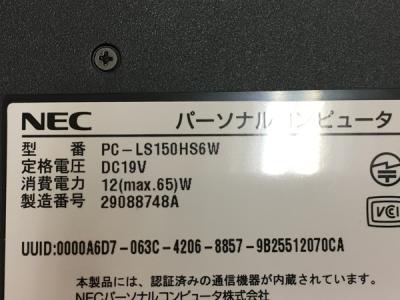 NEC パーソナルコンピュータ
型　　番 PC-LS150HS6W
定格電圧 DC19V
消費電力 12(max.65)W
製造番号 29088748A
UUID:0000A6D7-063C-4206-8857-9B25512070CA
本製品には、認証済みの通信機器が内蔵されています
NECパーソナルコンピュータ株式会社